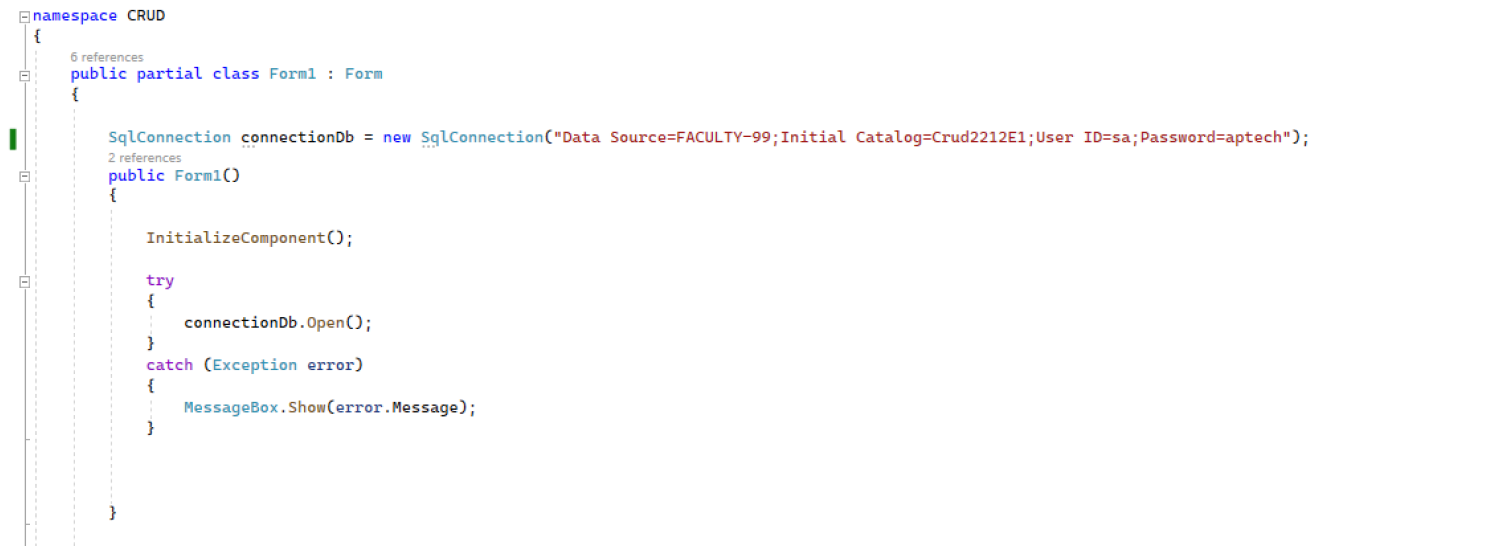 namespace CRUD
{
6 references
public partial class Form1 : Form
{
SqlConnection connectionDb = new SqlConnection("Data Source=FACULTY-99;Initial Catalog=Crud2212E1;User ID=sa;Password=aptech");
2 references
public Form1()
{
InitializeComponent();
try
{
connectionDb.Open();
}
catch (Exception error)
{
MessageBox.Show(error.Message);
}
}